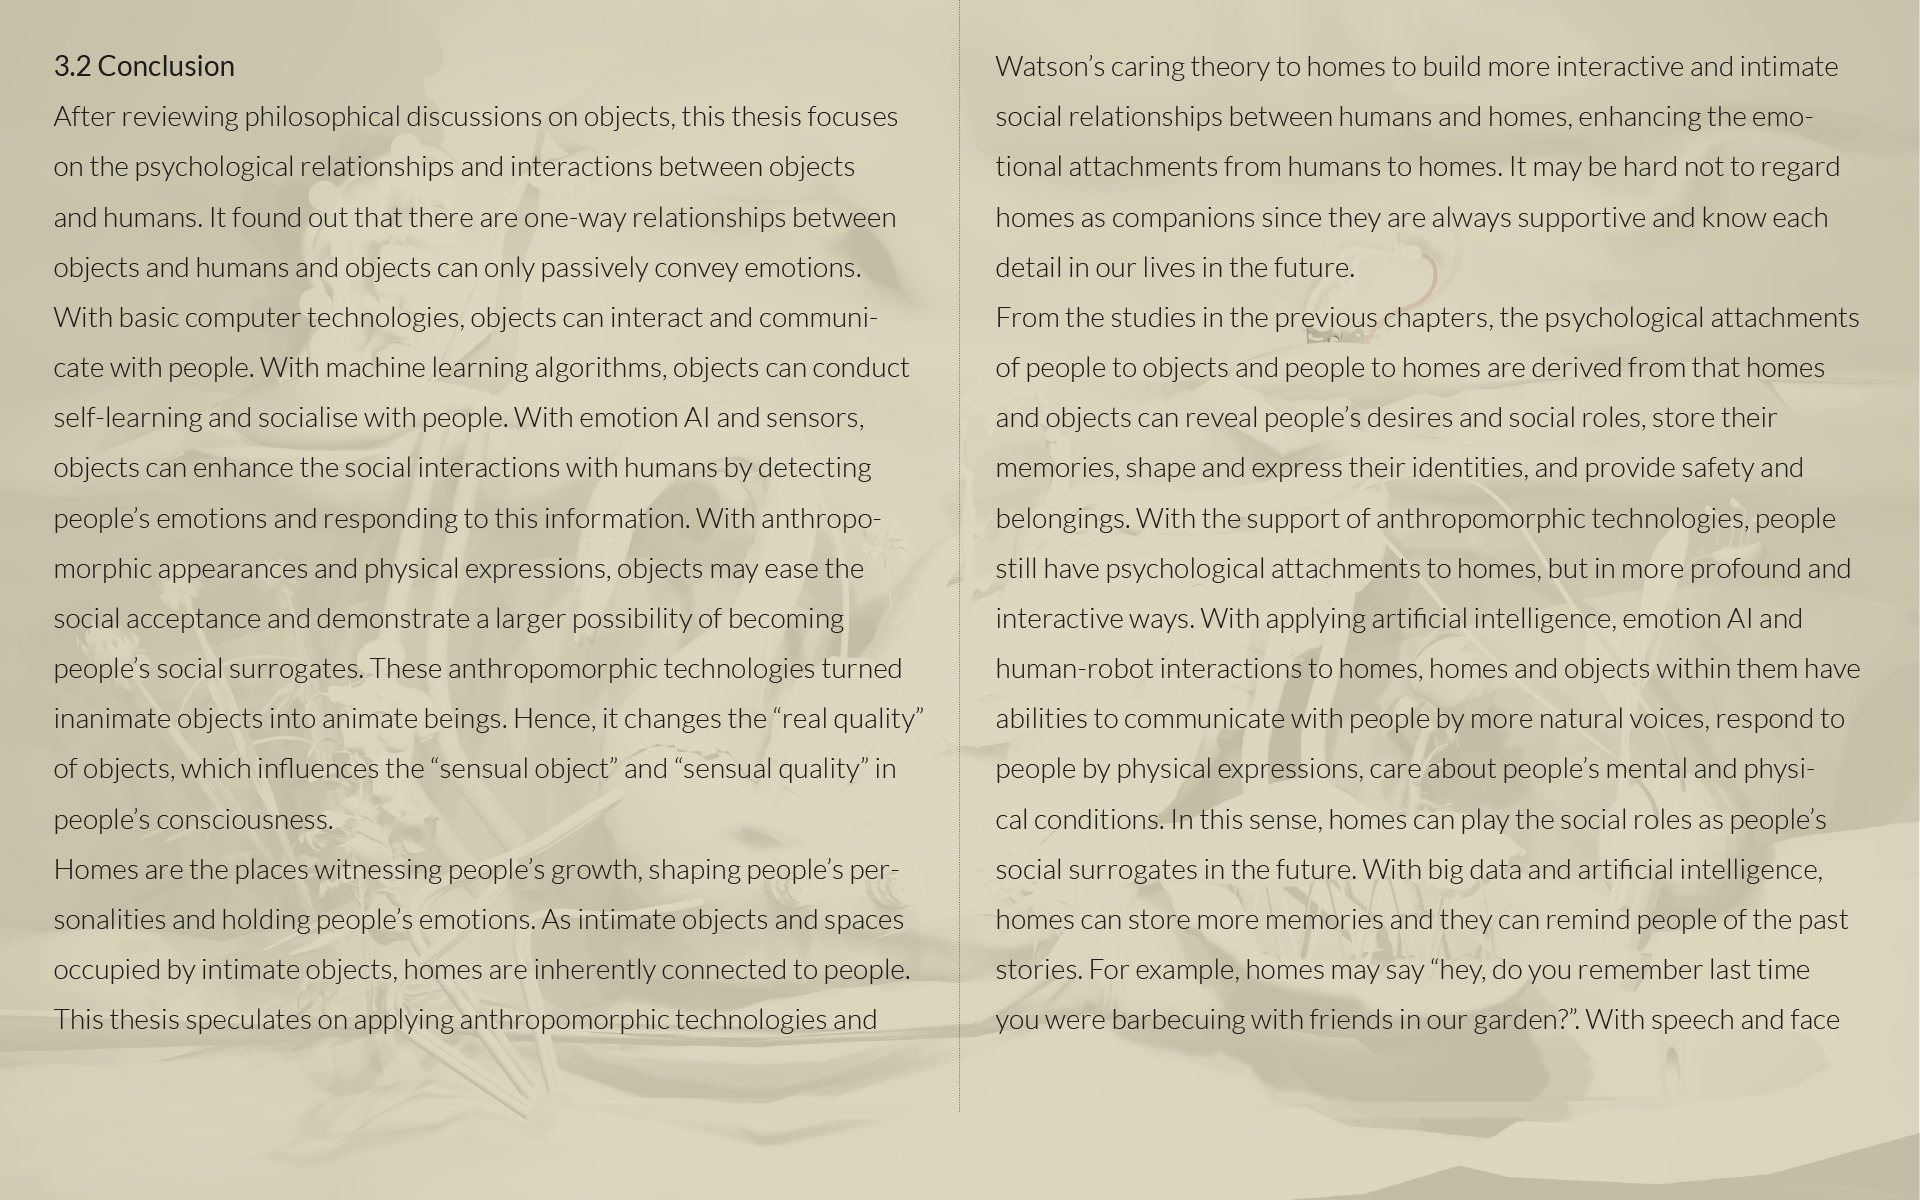 3.2 Conclusion
After reviewing philosophical discussions on objects, this thesis focuses
on the psychological relationships and interactions between objects
and humans. It found out that there are one-way relationships between
objects and humans and objects can only passively convey emotions.
With basic computer technologies, objects can interact and communi-
cate with people. With machine learning algorithms, objects can conduct
self-learning and socialise with people. With emotion AI and sensors,
objects can enhance the social interactions with humans by detecting
people’s emotions and responding to this information. With anthropo-
morphic appearances and physical expressions, objects may ease the
social acceptance and demonstrate a larger possibility of becoming
people’s social surrogates. These anthropomorphic technologies turned
inanimate objects into animate beings. Hence, it changes the “real quality”
of objects, which influences the “sensual object” and “sensual quality” in
people’s consciousness.
Homes are the places witnessing people’s growth, shaping people’s per-
sonalities and holding people’s emotions. As intimate objects and spaces
occupied by intimate objects, homes are inherently connected to people.
This thesis speculates on applying anthropomorphic technologies and
Watson’s caring theory to homes to build more interactive and intimate
social relationships between humans and homes, enhancing the emo-
tional attachments from humans to homes. It may be hard not to regard
homes as companions since they are always supportive and know each
detail in our lives in the future.
From the studies in the previous chapters, the psychological attachments
of people to objects and people to homes are derived from that homes
and objects can reveal people’s desires and social roles, store their
memories, shape and express their identities, and provide safety and
belongings. With the support of anthropomorphic technologies, people
still have psychological attachments to homes, but in more profound and
interactive ways. With applying artificial intelligence, emotion AI and
human-robot interactions to homes, homes and objects within them have
abilities to communicate with people by more natural voices, respond to
people by physical expressions, care about people’s mental and physi-
cal conditions. In this sense, homes can play the social roles as people’s
social surrogates in the future. With big data and artificial intelligence,
homes can store more memories and they can remind people of the past
stories. For example, homes may say “hey, do you remember last time
you were barbecuing with friends in our garden?”. With speech and face